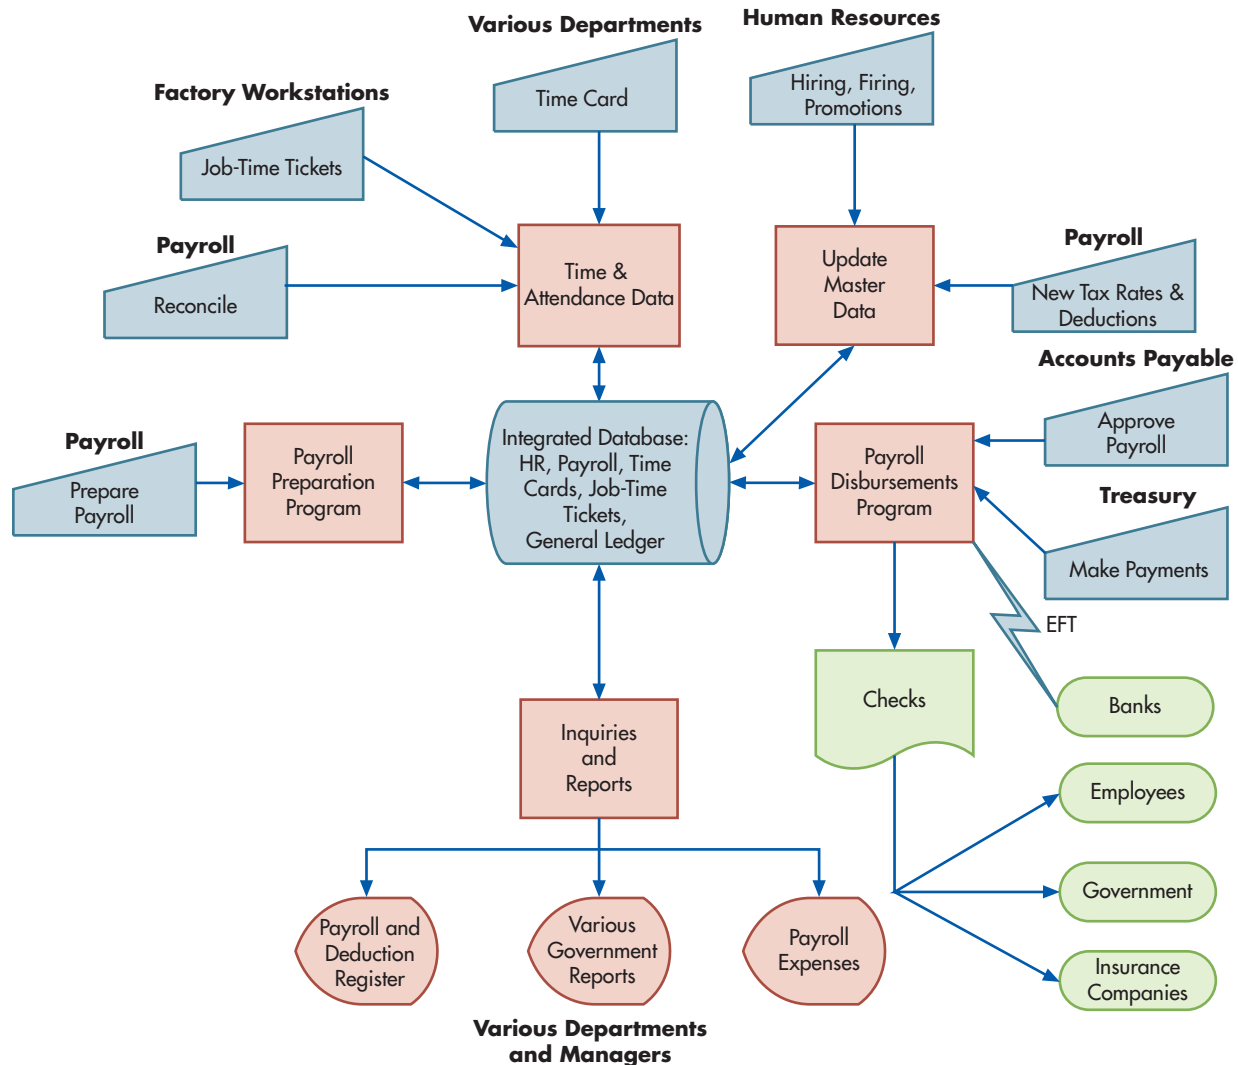 Various Departments
Time Card
Human Resources
Hiring, Firing,
Promotions
Factory Workstations
Job-Time Tickets
Payroll
Reconcile
Time &
Attendance Data
Update
Master
Data
Payroll
New Tax Rates &
Deductions
Payroll
Prepare
Payroll
Payroll
Preparation
Program
Integrated Database:
HR, Payroll, Time
Cards, Job-Time
Tickets,
General Ledger
Payroll
Disbursements
Program
Accounts Payable
Approve
Payroll
Treasury
Make Payments
EFT
Checks
Banks
Employees
Government
Insurance
Companies
Inquiries
and
Reports
Payroll and
Deduction
Register
Various
Government
Reports
Payroll
Expenses
Various Departments
and Managers